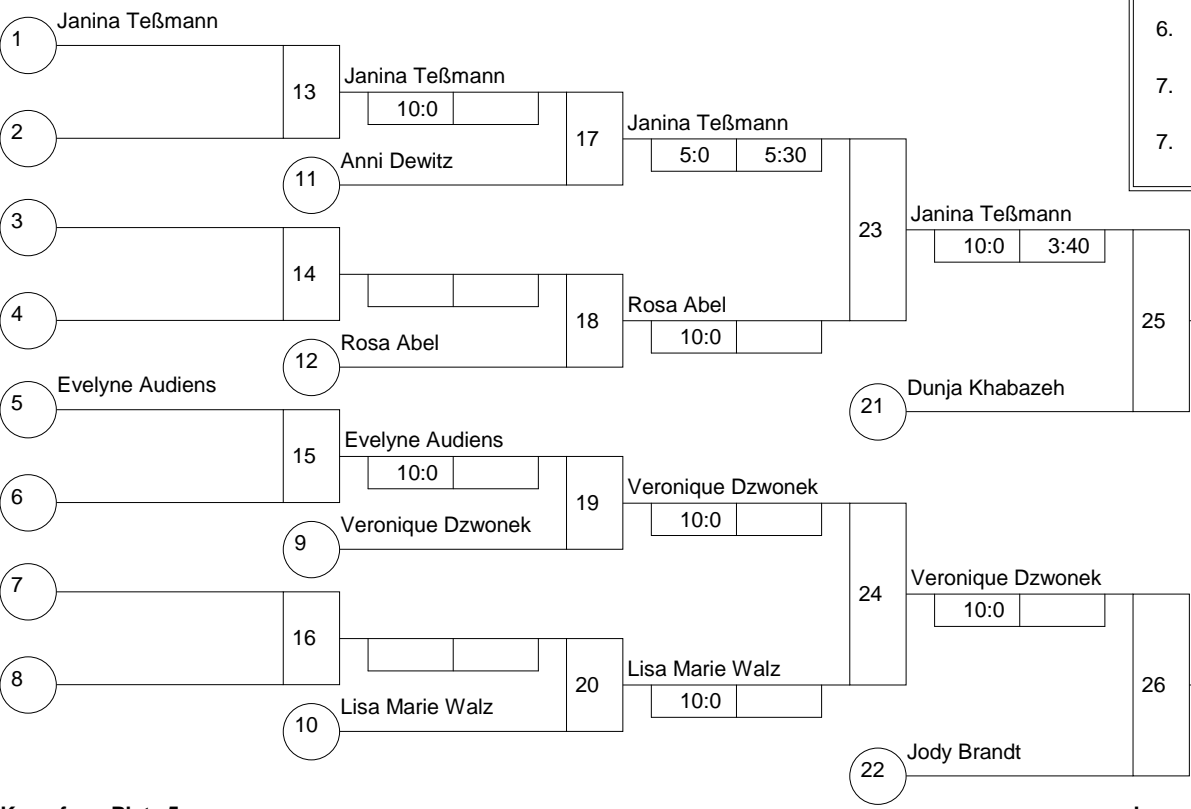 1 Janina Teßmann
2
13
Janina Teßmann
10:0
11 Anni Dewitz
17
Janina Teßmann
5:0 5:30
3
4
14
12 Rosa Abel
18
Rosa Abel
10:0
23
Janina Teßmann
10:0 3:40
21 Dunja Khabazeh
25
5 Evelyne Audiens
6
15
Evelyne Audiens
10:0
9 Veronique Dzwonek
19
Veronique Dzwonek
10:0
7
8
16
10 Lisa Marie Walz
20
Lisa Marie Walz
10:0
24
Veronique Dzwonek
10:0
22 Jody Brandt
26
6.
7.
7.